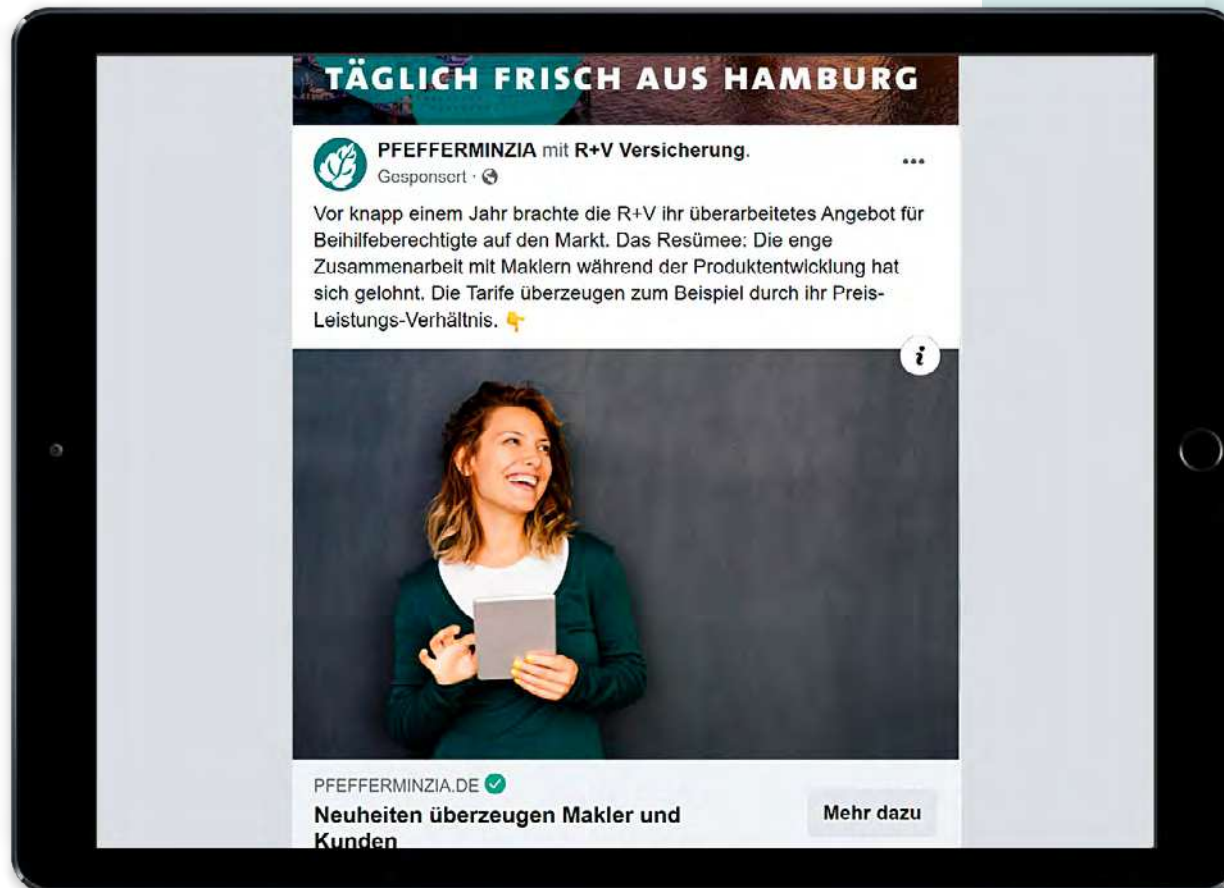 TÄGLICH FRISCH AUS HAMBURG
PFEFFERMINZIA mit R+V Versicherung.
Gesponsert ·
Vor knapp einem Jahr brachte die R+V ihr überarbeitetes Angebot für
Beihilfeberechtigte auf den Markt. Das Resümee: Die enge
Zusammenarbeit mit Maklern während der Produktentwicklung hat
sich gelohnt. Die Tarife überzeugen zum Beispiel durch ihr Preis-
Leistungs-Verhältnis. 👇
i
PFEFFERMINZIA.DE
Neuheiten überzeugen Makler und
Kunden
Mehr dazu